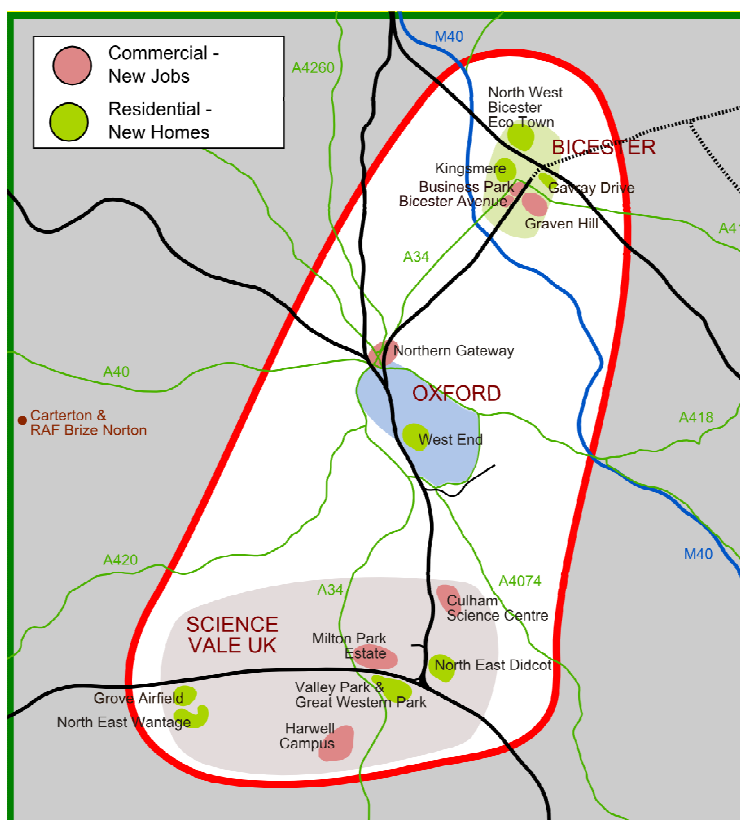 Commercial -
New Jobs
Residential -
New Homes
A4260
M40
North West
Bicester
Eco Town
BICESTER
Kingsmere
Business Park
Gavray Drive
Bicester Avenue
Graven Hill
A41
A34
Northern Gateway
A40
OXFORD
Carterton &
RAF Brize Norton
A418
West End
M40
A420
A34
A4074
Culham
Science Centre
SCIENCE
VALE UK
Milton Park
Estate
North East Didcot
Grove Airfield
Valley Park &
Great Western Park
North East Wantage
Harwell
Campus